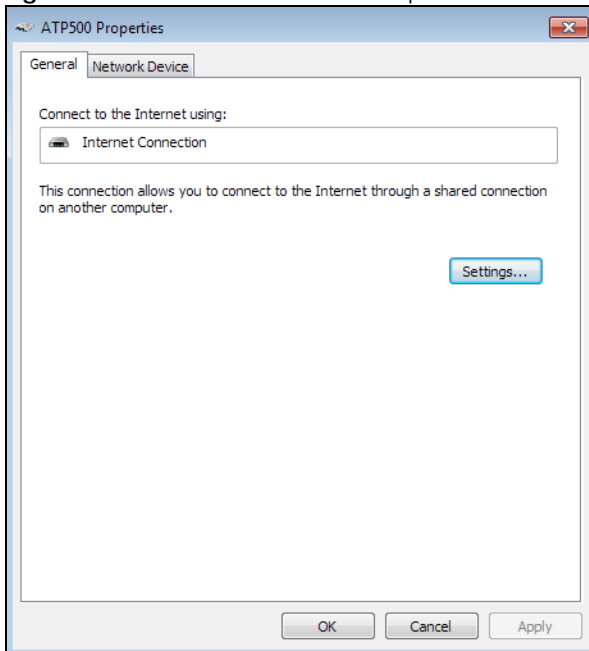 ATP500 Properties
General
Network Device
Connect to the Internet using:
Internet Connection
This connection allows you to connect to the Internet through a shared connection
on another computer.
Settings...
OK
Cancel
Apply